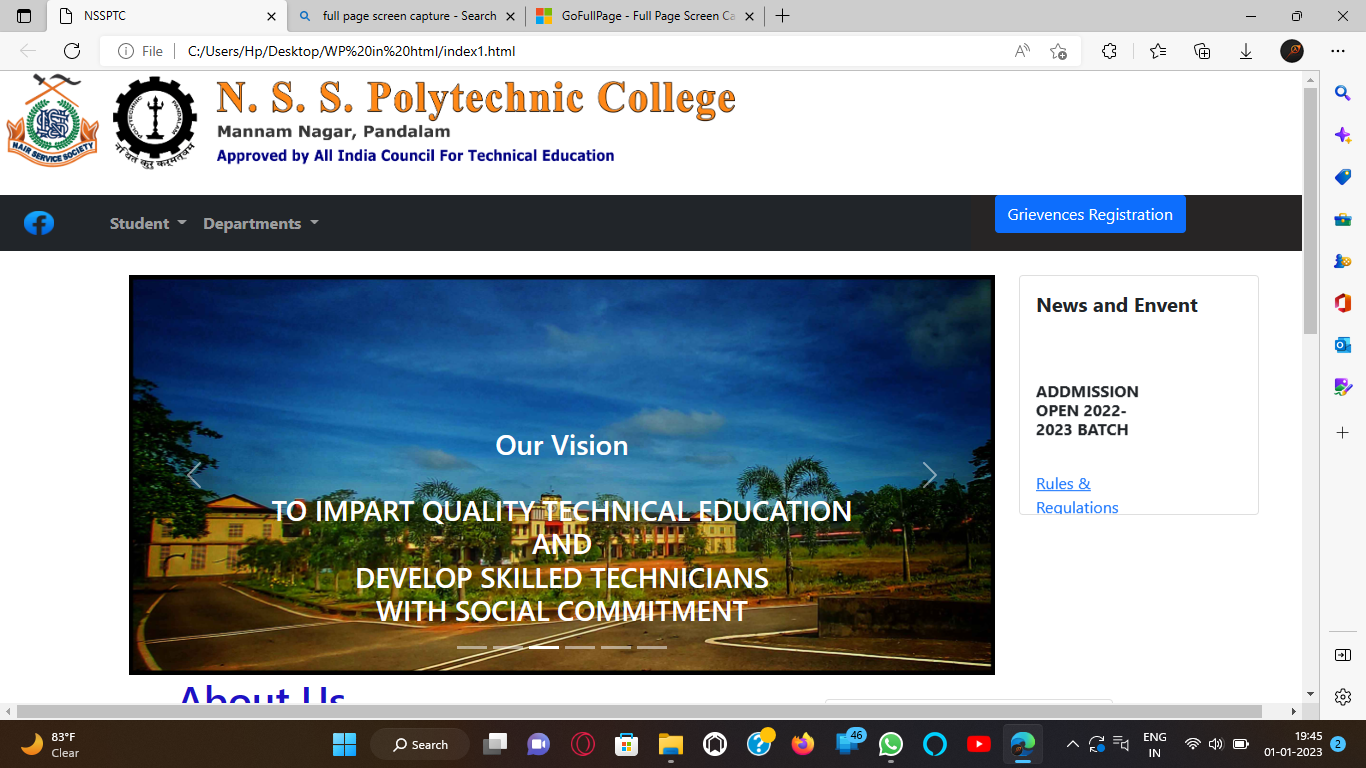 NSSPTC
full page screen capture - Search
GoFullPage - Full Page Screen Ca
File
C:/Users/Hp/Desktop/WP%20in%20html/index1.html
NAIR SERVICE SOCIETY
N. S. S. Polytechnic College
Mannam Nagar, Pandalam
Approved by All India Council For Technical Education
Student
Departments
Grievences Registration
News and Envent
ADDMISSION
OPEN 2022-
2023 BATCH
Rules &
Regulations
Our Vision
TO IMPART QUALITY TECHNICAL EDUCATION
AND
DEVELOP SKILLED TECHNICIANS
WITH SOCIAL COMMITMENT
About Us
83°F
Clear
Search
46
ENG
IN
19:45
01-01-2023
2